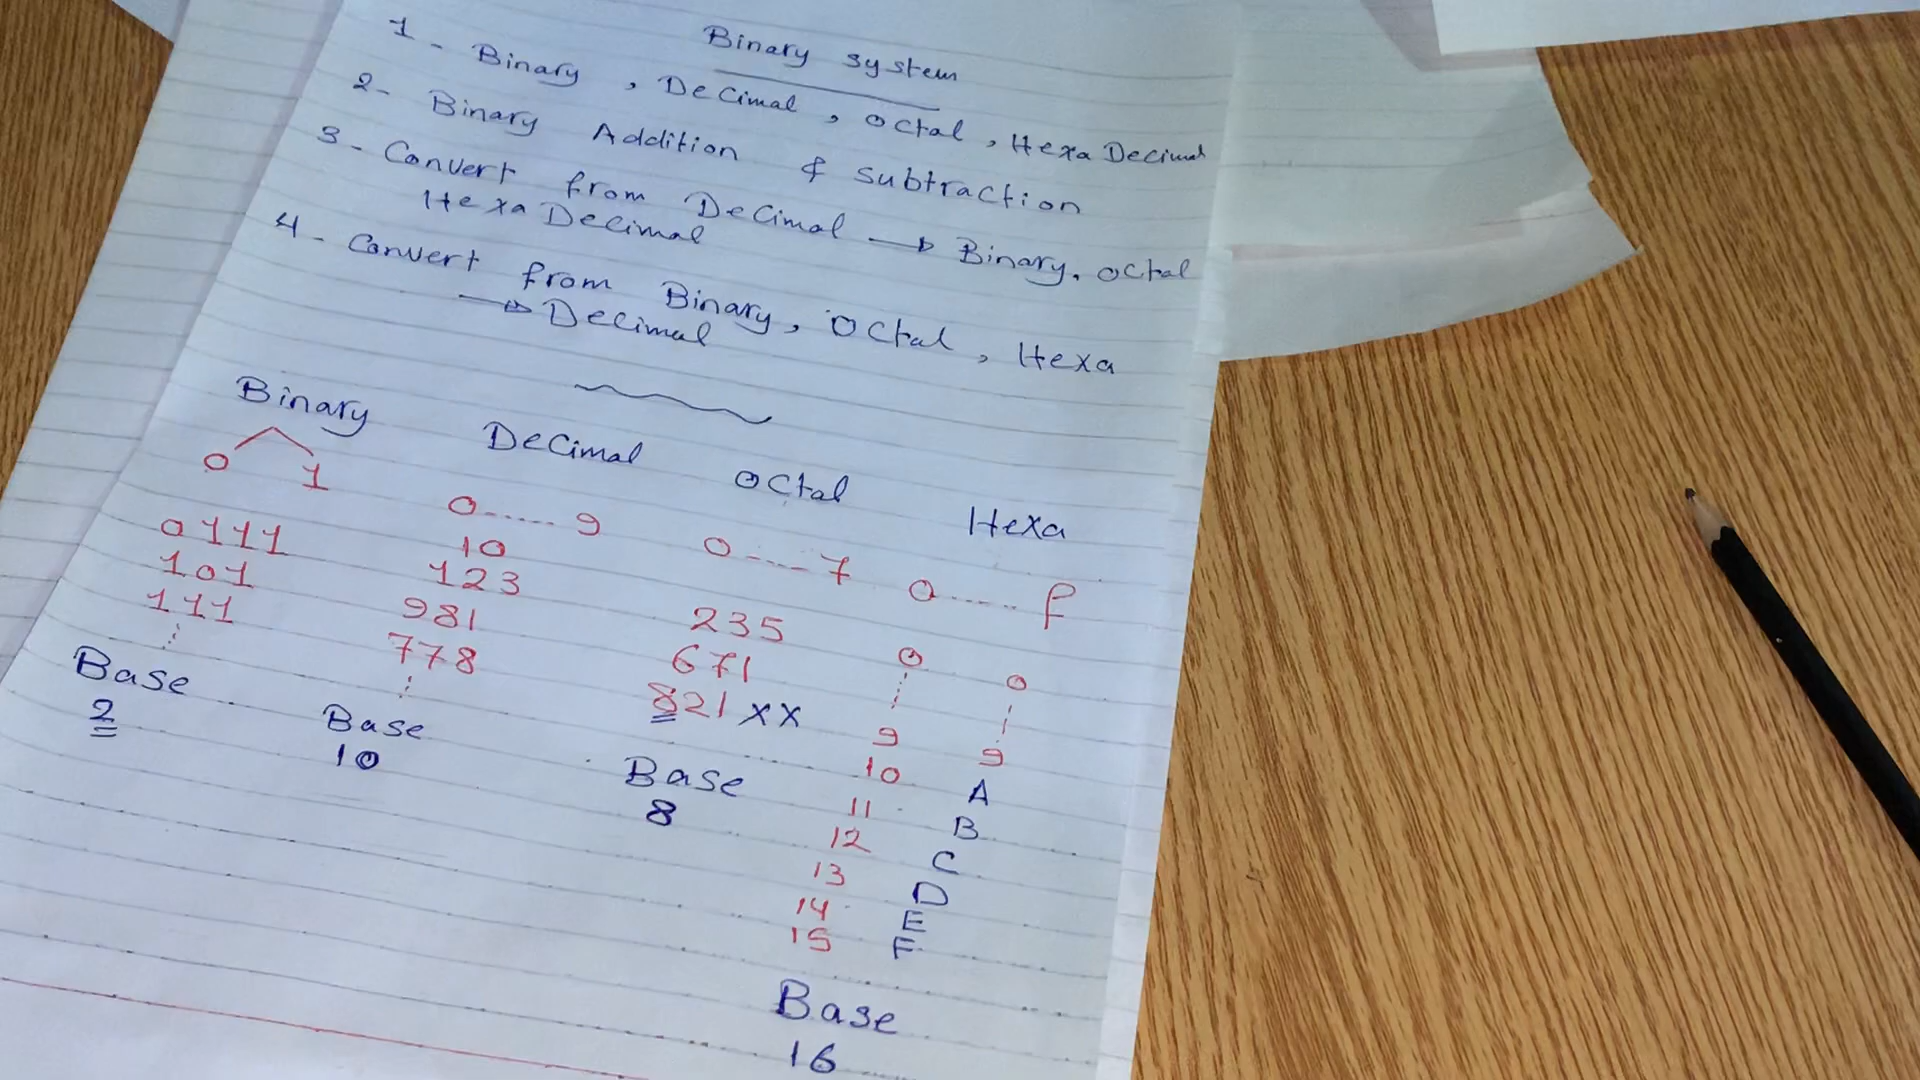 Binary system
1 - Binary , Decimal , octal , Hexa Decimal
2 - Binary Addition & subtraction
3 - Convert from Decimal → Binary, octal
Hexa Decimal
4 - Convert from Binary, Octal , Hexa
→ Decimal
Binary Decimal Octal Hexa
0 1
0 ..... 9
0 .... 7
0 .... f
0111
101
111
Base
2
10
123
981
778
Base
10
235
671
821 XX
Base
8
0 0
9 9
10 A
11 B
12 C
13 D
14 E
15 F
Base
16